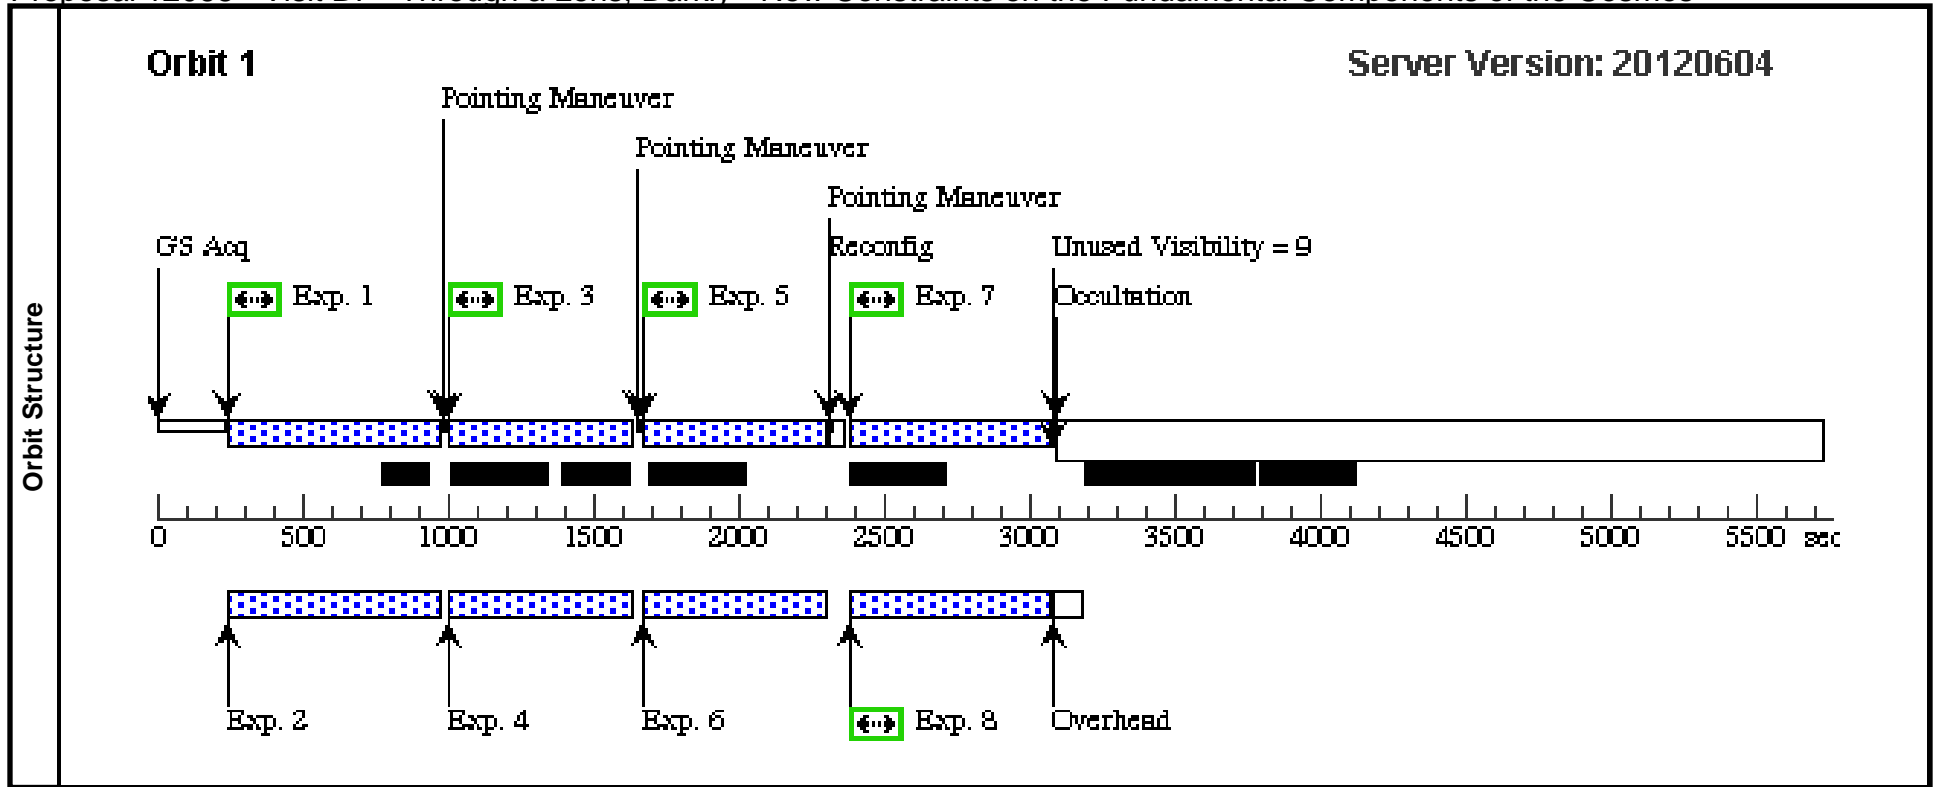 Orbit 1
Server Version: 20120604
Pointing Maneuver
Pointing Maneuver
Pointing Maneuver
GS Acq
Reconfig
Unused Visibility = 9
Exp. 1
Exp. 3
Exp. 5
Exp. 7
Occultation
Orbit Structure
0 500 1000 1500 2000 2500 3000 3500 4000 4500 5000 5500 sec
Exp. 2
Exp. 4
Exp. 6
Exp. 8
Overhead